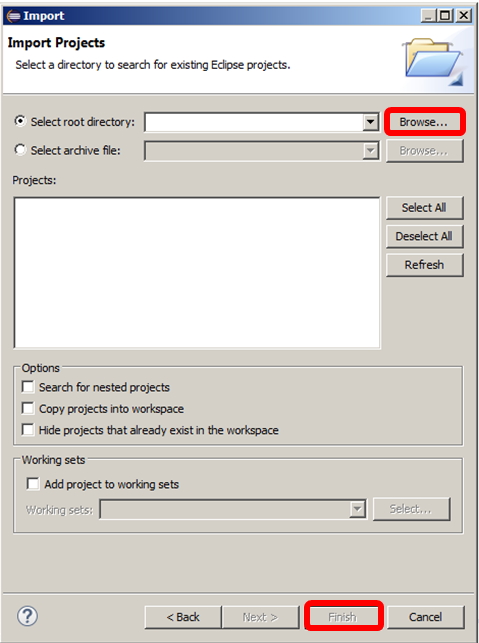 Import
Import Projects
Select a directory to search for existing Eclipse projects.
Select root directory:
Browse...
Select archive file:
Browse...
Projects:
Select All
Deselect All
Refresh
Options
Search for nested projects
Copy projects into workspace
Hide projects that already exist in the workspace
Working sets
Add project to working sets
Working sets:
Select...
?
< Back
Next >
Finish
Cancel